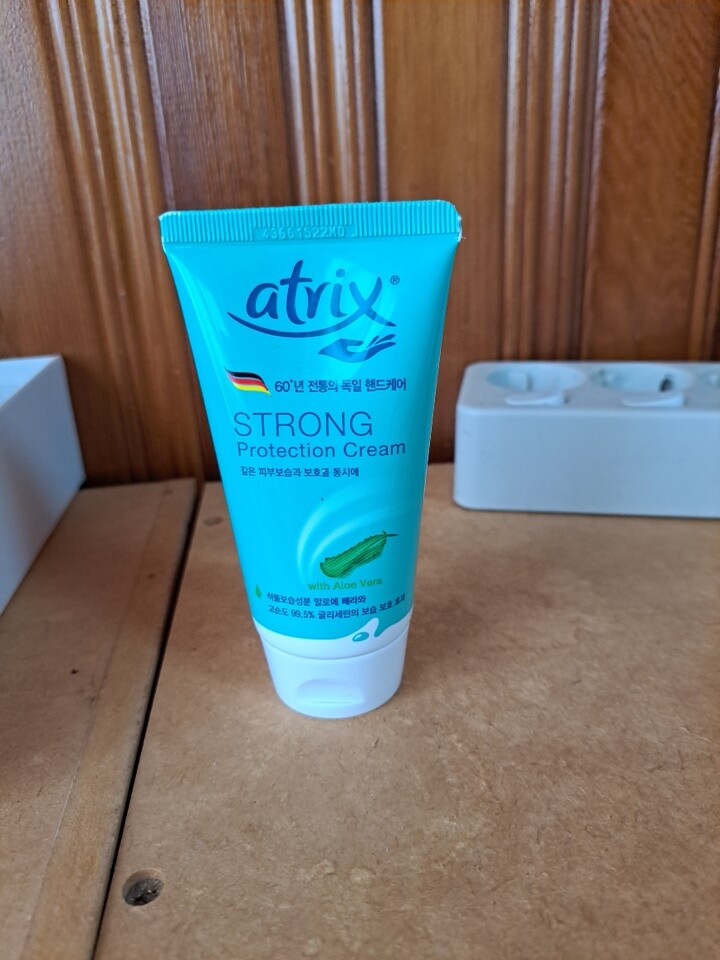 43661522M0
atrix®
60⁺년 전통의 독일 핸드케어
STRONG
Protection Cream
깊은 피부보습과 보호를 동시에
with Aloe Vera
식물보습성분 알로에 베라와
고순도 99.5% 글리세린의 보습 보호 효과